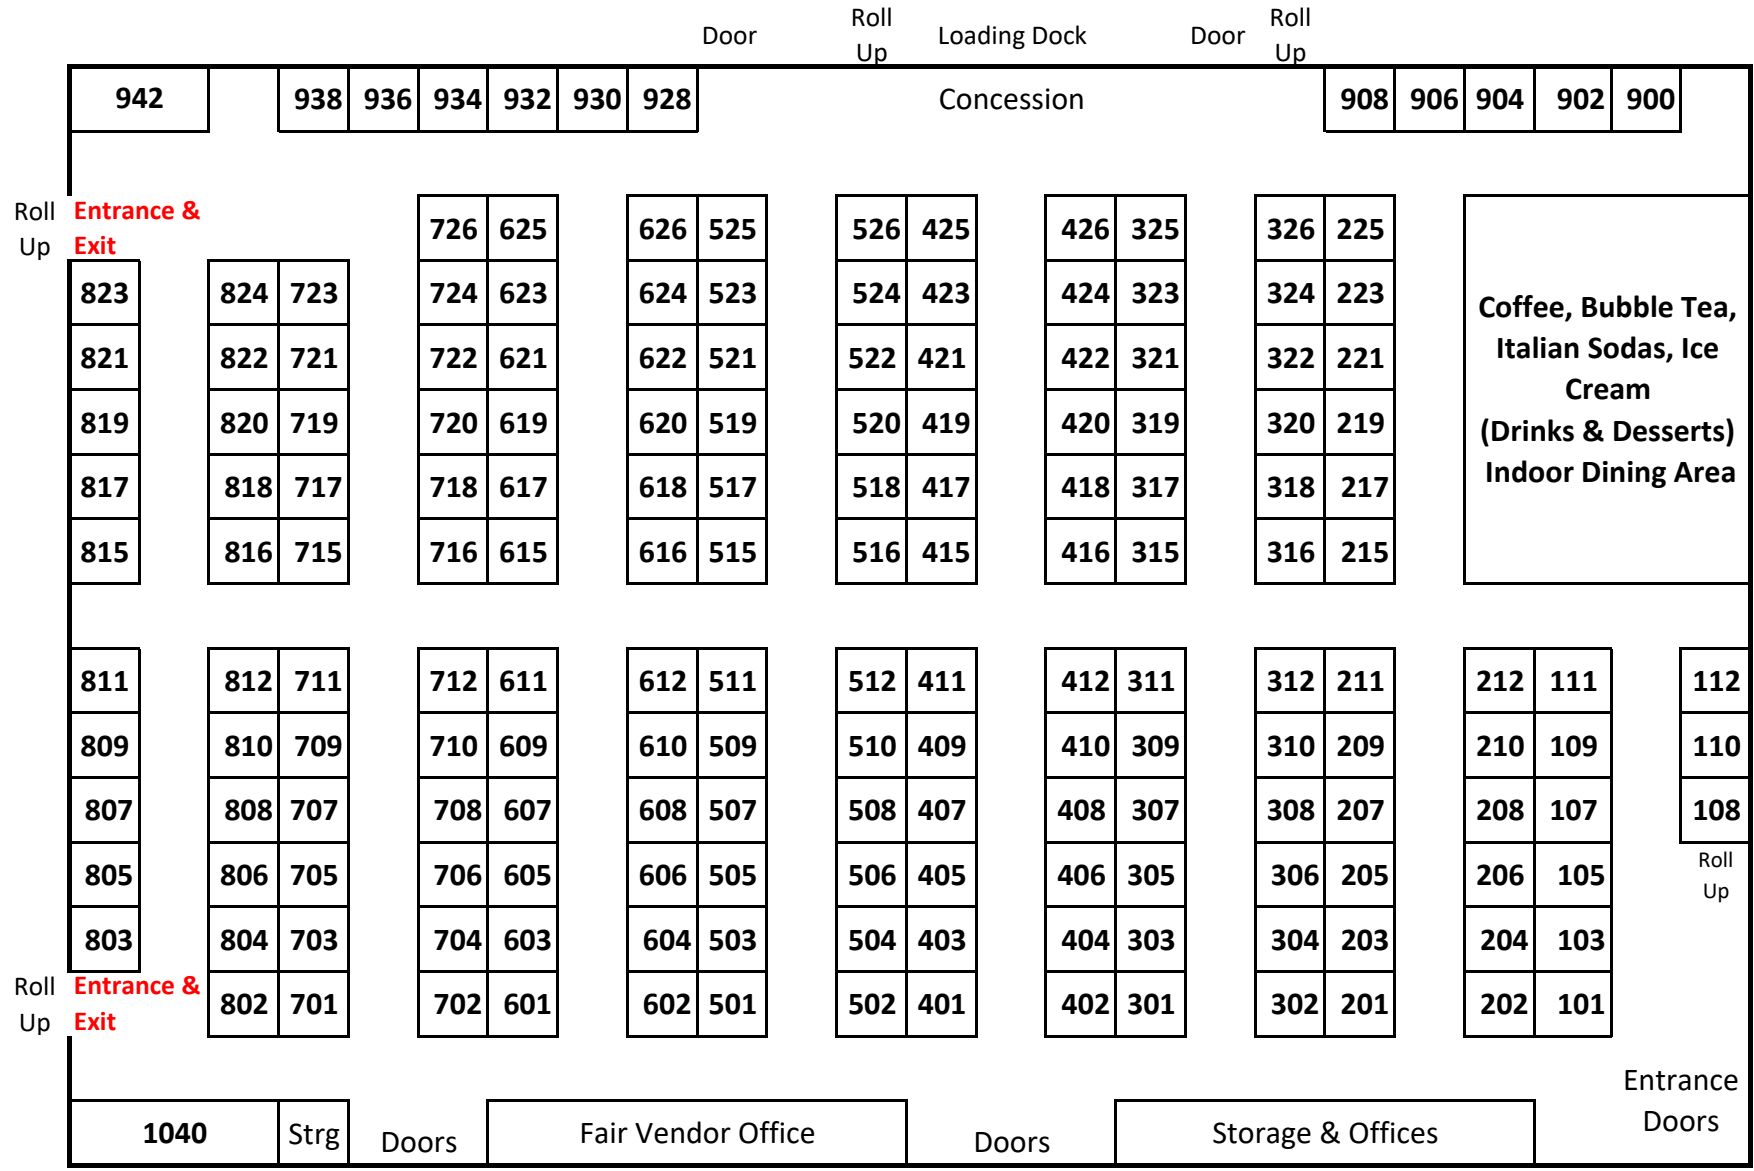 Door Roll Up Loading Dock Door Roll Up
942 938 936 934 932 930 928 Concession 908 906 904 902 900
Roll Up Entrance & Exit 726 625 626 525 526 425 426 325 326 225
823 824 723 724 623 624 523 524 423 424 323 324 223
821 822 721 722 621 622 521 522 421 422 321 322 221
819 820 719 720 619 620 519 520 419 420 319 320 219
817 818 717 718 617 618 517 518 417 418 317 318 217
815 816 715 716 615 616 515 516 415 416 315 316 215
Coffee, Bubble Tea,
Italian Sodas, Ice
Cream
(Drinks & Desserts)
Indoor Dining Area
811 812 711 712 611 612 511 512 411 412 311 312 211 212 111 112
809 810 709 710 609 610 509 510 409 410 309 310 209 210 109 110
807 808 707 708 607 608 507 508 407 408 307 308 207 208 107 108
805 806 705 706 605 606 505 506 405 406 305 306 205 206 105 Roll Up
803 804 703 704 603 604 503 504 403 404 303 304 203 204 103
Roll Up Entrance & Exit 802 701 702 601 602 501 502 401 402 301 302 201 202 101
Entrance
Doors
1040 Strg Doors Fair Vendor Office Doors Storage & Offices